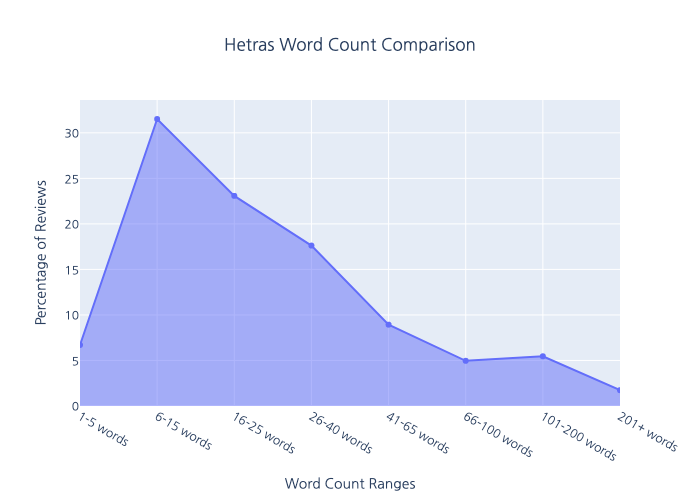 Hetras Word Count Comparison
Percentage of Reviews
30
25
20
15
10
5
0
1-5 words
6-15 words
16-25 words
26-40 words
41-65 words
66-100 words
101-200 words
201+ words
Word Count Ranges